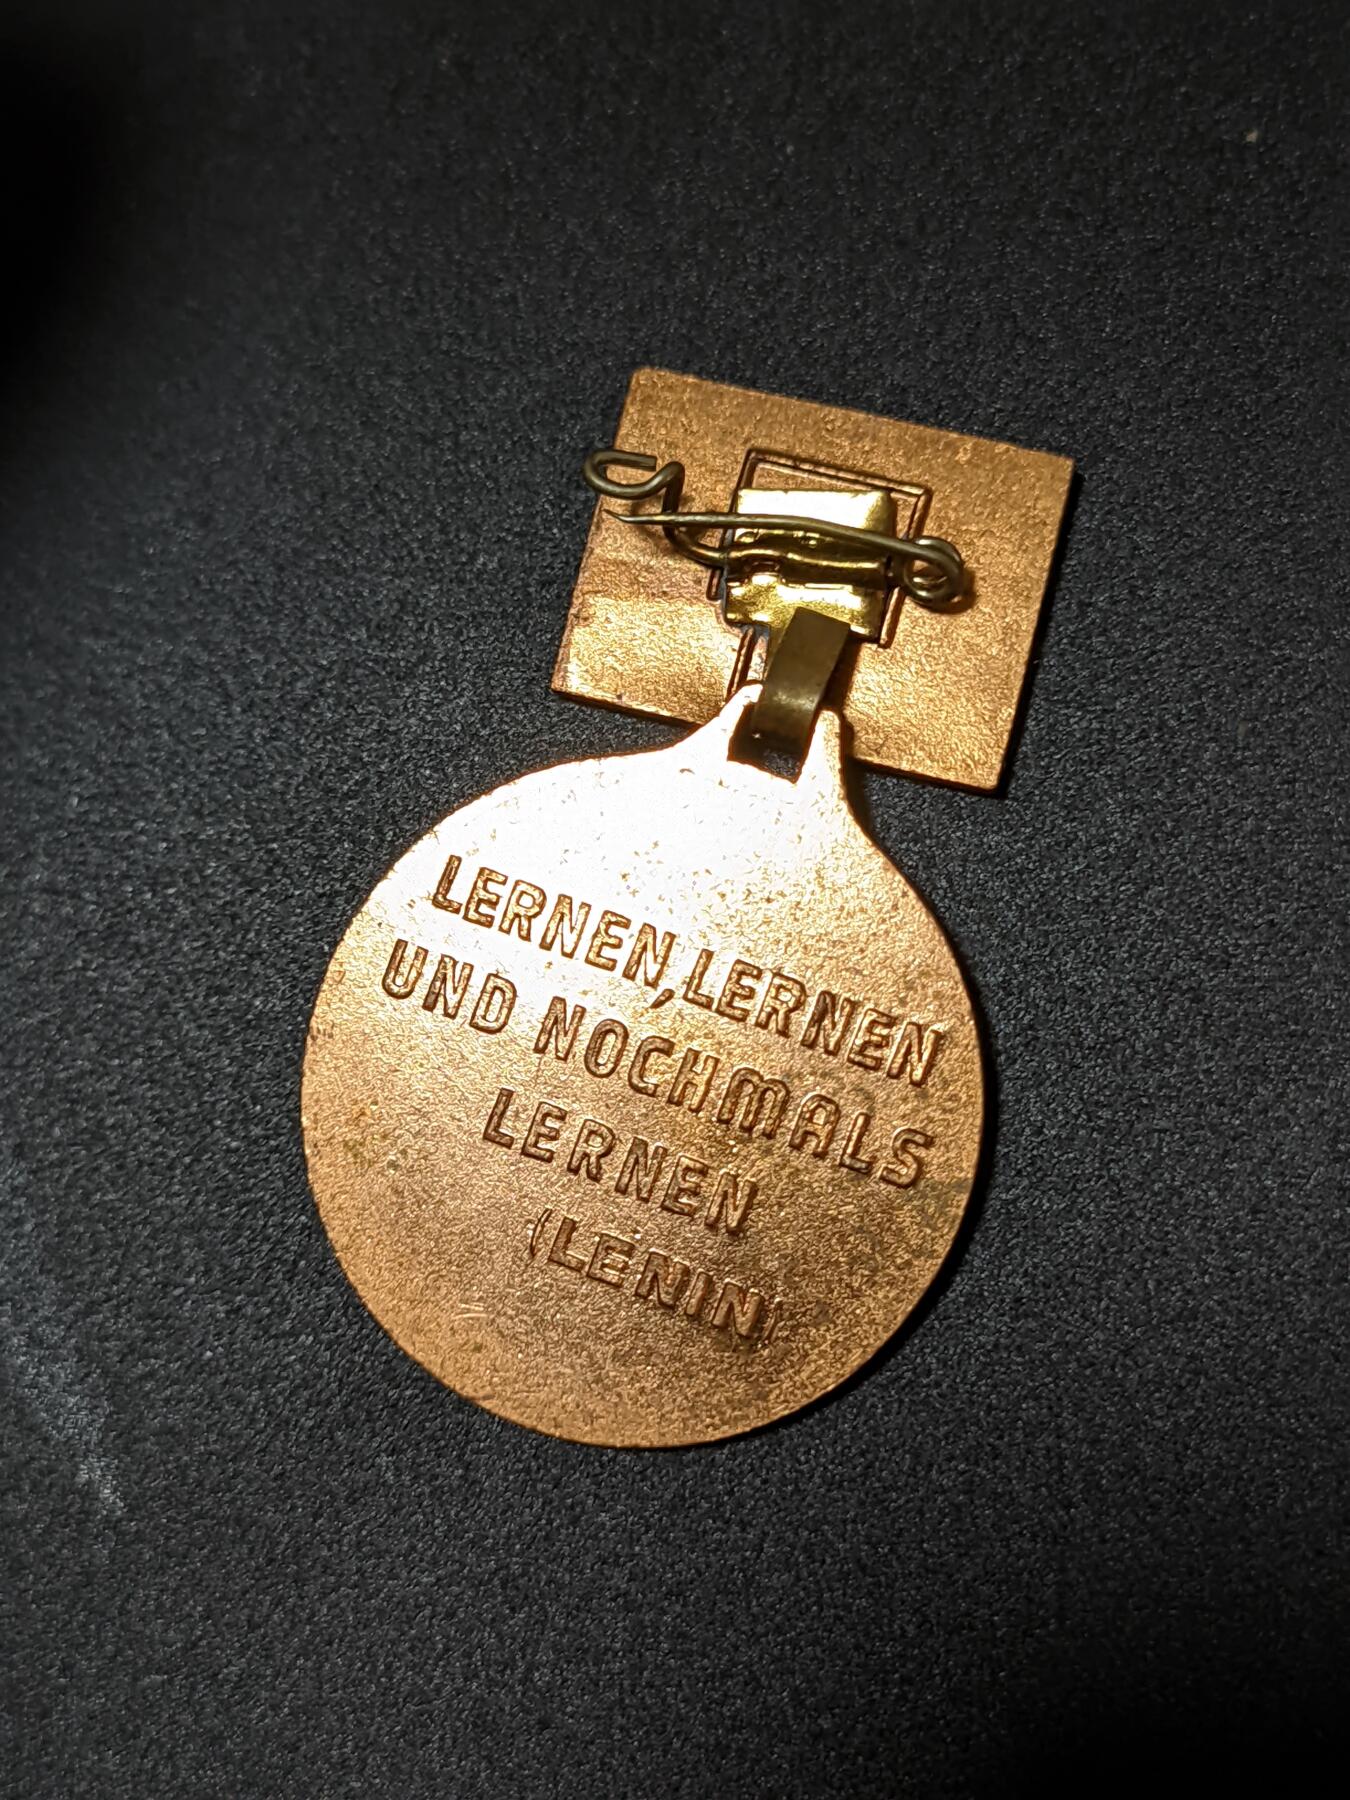 LERNEN, LERNEN
UND NOCHMALS
LERNEN
(LENIN)